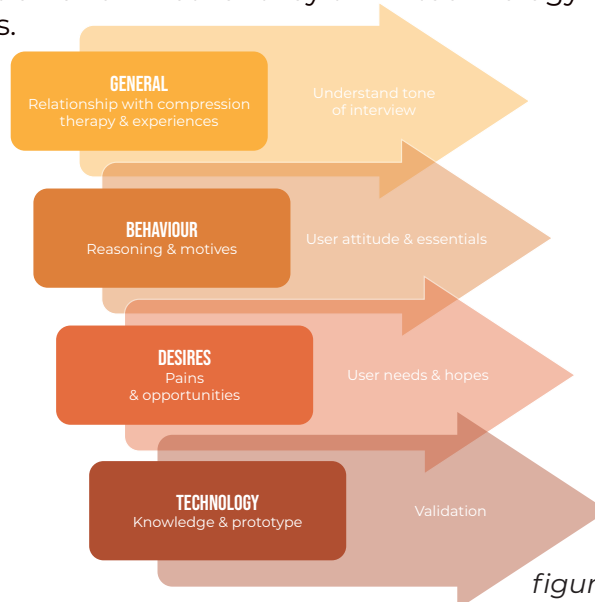 s.
GENERAL
Relationship with compression
therapy & experiences
Understand tone
of interview
BEHAVIOUR
Reasoning & motives
User attitude & essentials
DESIRES
Pains
& opportunities
User needs & hopes
TECHNOLOGY
Knowledge & prototype
Validation
figur